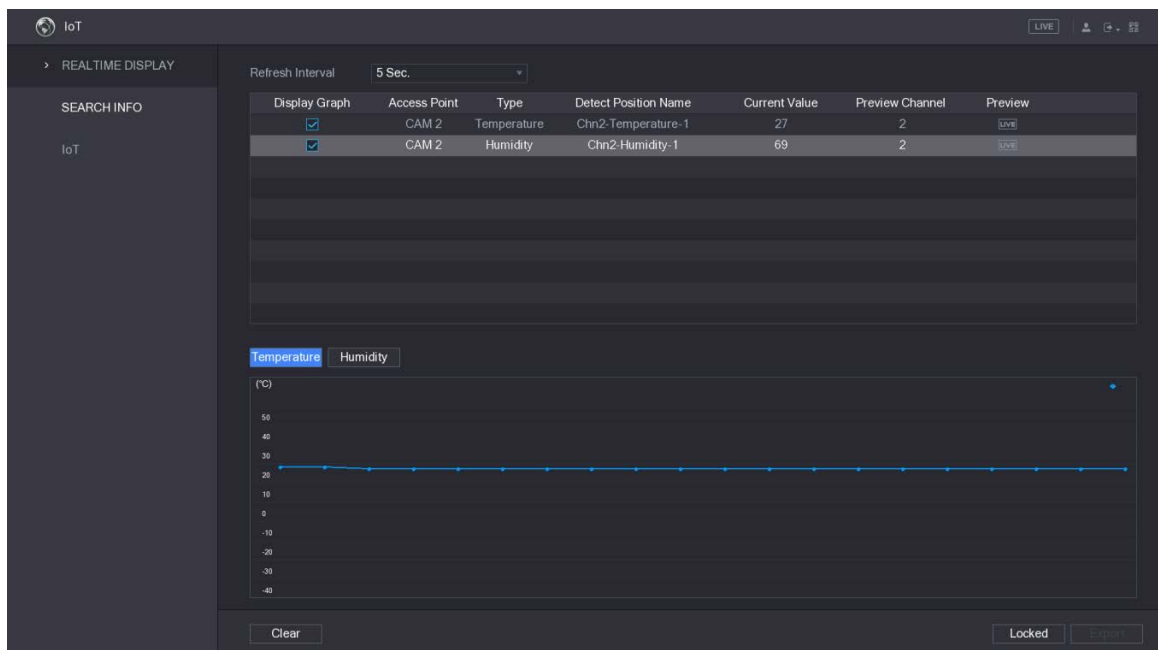 IoT LIVE
REALTIME DISPLAY
SEARCH INFO
IoT
Refresh Interval 5 Sec.
Display Graph Access Point Type Detect Position Name Current Value Preview Channel Preview
CAM 2 Temperature Chn2-Temperature-1 27 2 LIVE
CAM 2 Humidity Chn2-Humidity-1 69 2 LIVE
Temperature Humidity
(°C)
50
40
30
20
10
0
-10
-20
-30
-40
Clear Locked Export